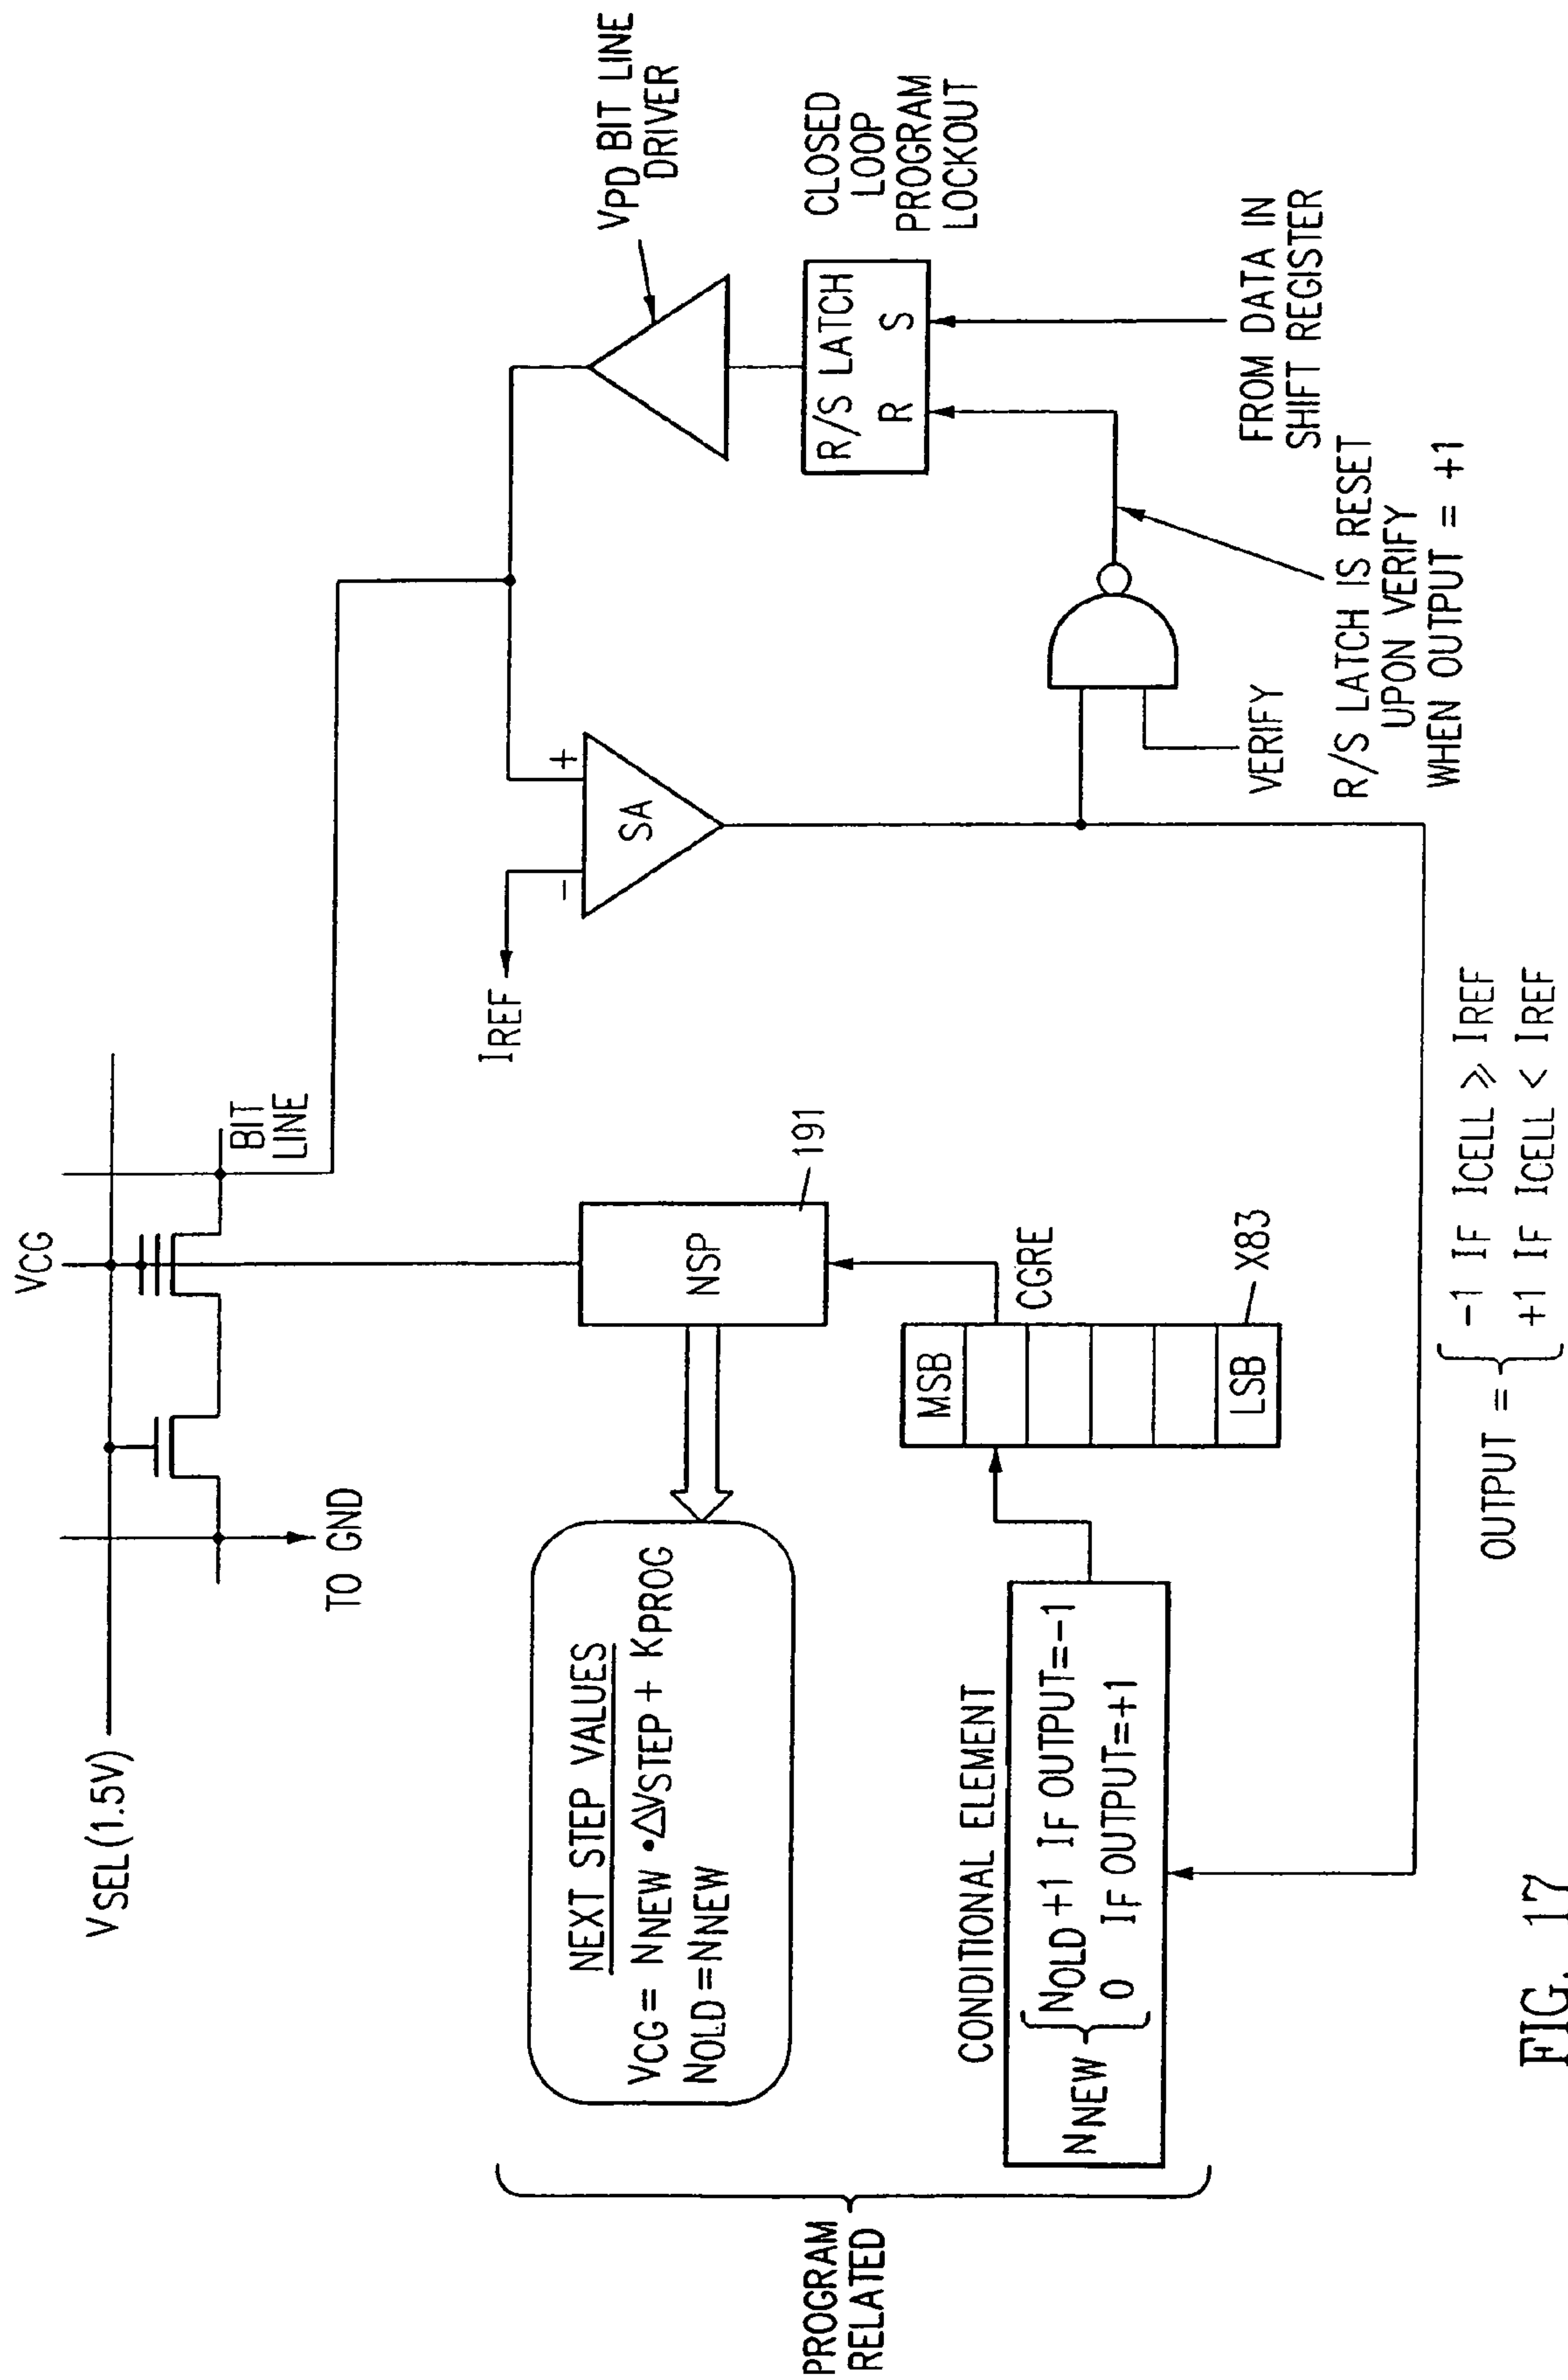 VSEL(1.5V)
VCG
BIT
LINE
TO GND
VPD BIT LINE
DRIVER
IREF
- +
SA
R/S LATCH
R S
CLOSED
LOOP
PROGRAM
LOCKOUT
NEXT STEP VALUES
VCG = NNEW •ΔVSTEP + KPROG
NOLD = NNEW
NSP
191
PROGRAM
RELATED
CONDITIONAL ELEMENT
NNEW { NOLD +1 IF OUTPUT=-1
0 IF OUTPUT=+1
MSB
LSB
CGRE
X83
VERIFY
FROM DATA IN
SHIFT REGISTER
R/S LATCH IS RESET
UPON VERIFY
WHEN OUTPUT = +1
OUTPUT = { -1 IF ICELL ⩾ IREF
+1 IF ICELL < IREF
FIG. 17